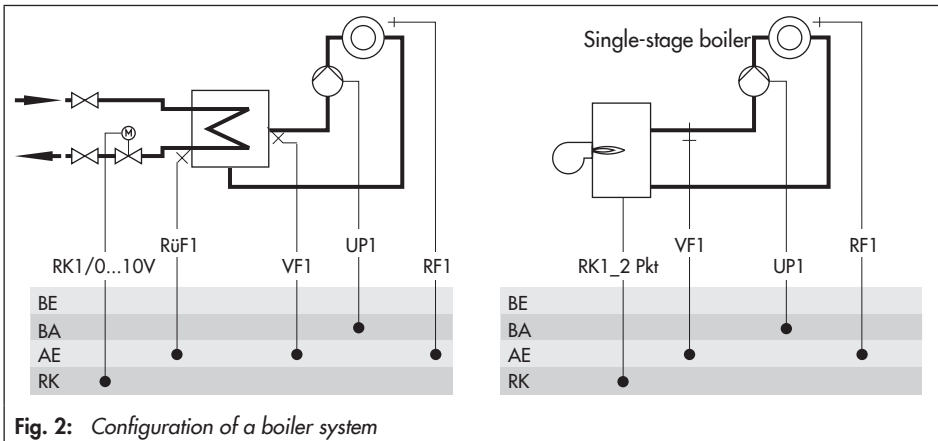 Single-stage boiler
M
RüF1
UP1
RK1/0...10V
VF1
RF1
BE
BA
AE
RK
VF1
RF1
RK1_2 Pkt
UP1
BE
BA
AE
RK
Fig. 2: Configuration of a boiler system